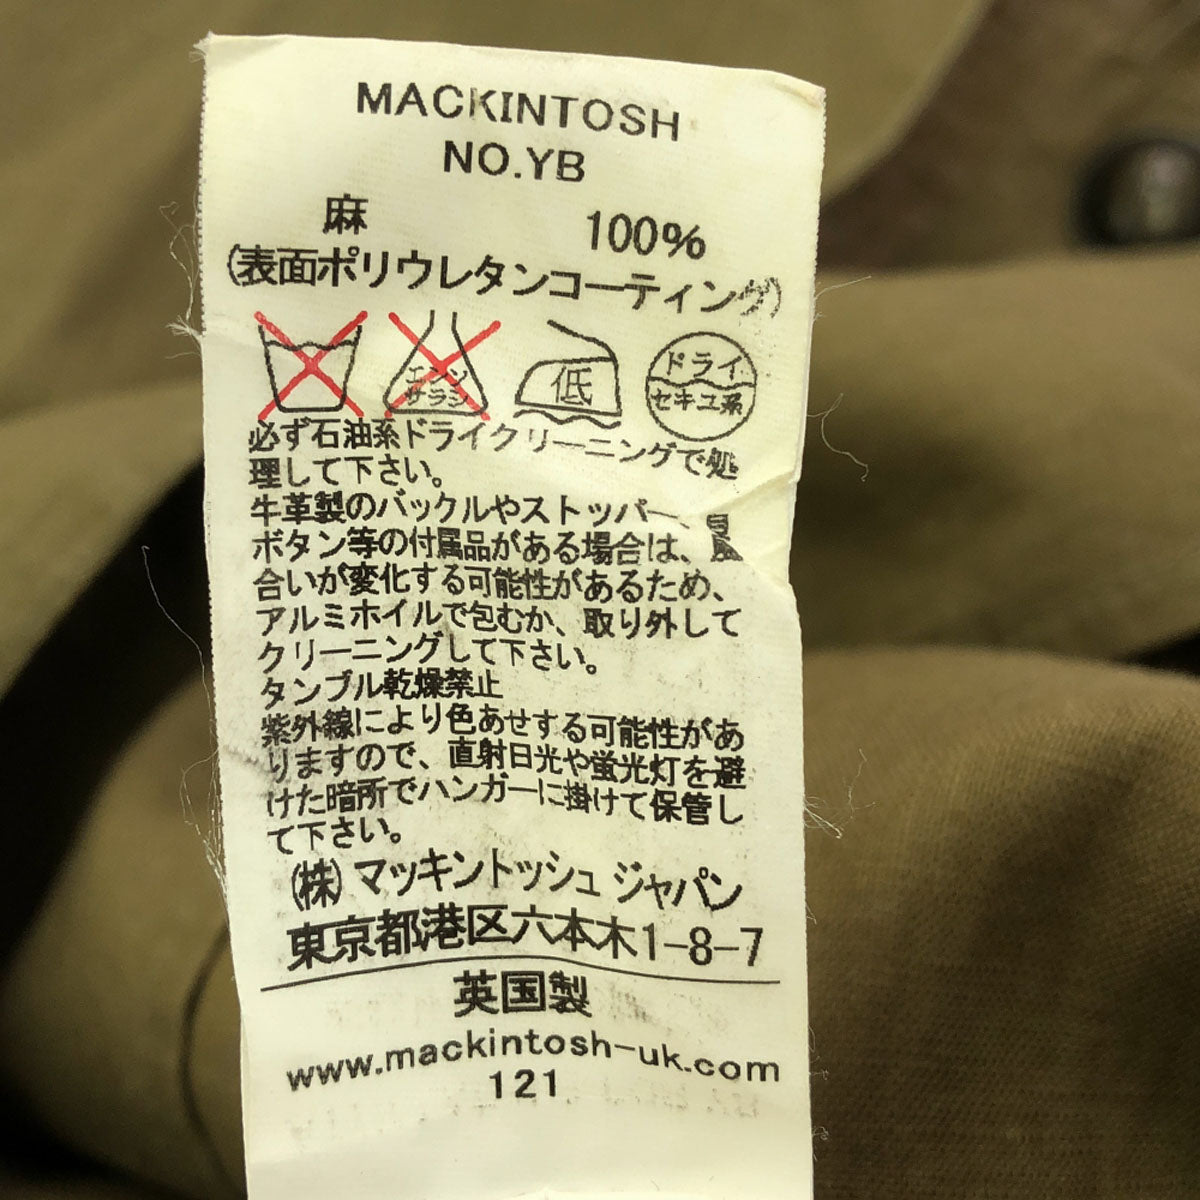 MACKINTOSH
NO.YB
麻 100%
(表面ポリウレタンコーティング)
エンソ
サラシ
低
ドライ
セキユ系
必ず石油系ドライクリーニングで処
理して下さい。
牛革製のバックルやストッパー、風
ボタン等の付属品がある場合は、
合いが変化する可能性があるため、
アルミホイルで包むか、取り外して
クリーニングして下さい。
タンブル乾燥禁止
紫外線により色あせする可能性があ
りますので、直射日光や蛍光灯を避
けた暗所でハンガーに掛けて保管し
て下さい。
(株)マッキントッシュ ジャパン
東京都港区六本木1-8-7
英国製
www.mackintosh-uk.com
121